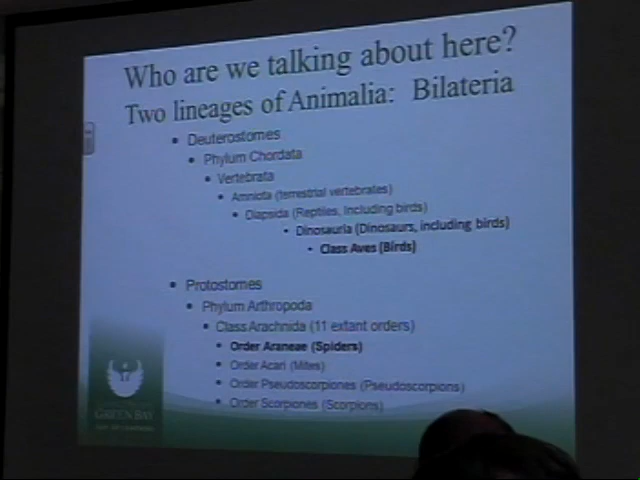 Who are we talking about here?
Two lineages of Animalia: Bilateria
• Deuterostomes
• Phylum Chordata
• Vertebrata
• Amniota (terrestrial vertebrates)
• Diapsida (Reptiles, including birds)
• Dinosauria (Dinosaurs, including birds)
• Class Aves (Birds)
• Protostomes
• Phylum Arthropoda
• Class Arachnida (11 extant orders)
• Order Araneae (Spiders)
• Order Acari (Mites)
• Order Pseudoscorpiones (Pseudoscorpions)
• Order Scorpiones (Scorpions)
GREEN BAY